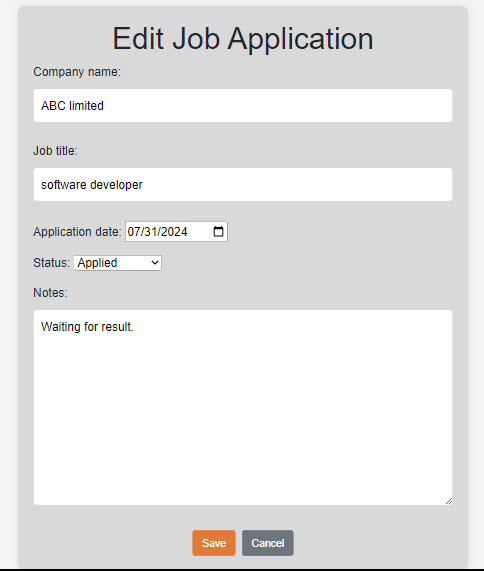 Edit Job Application
Company name:
ABC limited
Job title:
software developer
Application date: 07/31/2024
Status: Applied
Notes:
Waiting for result.
Save Cancel